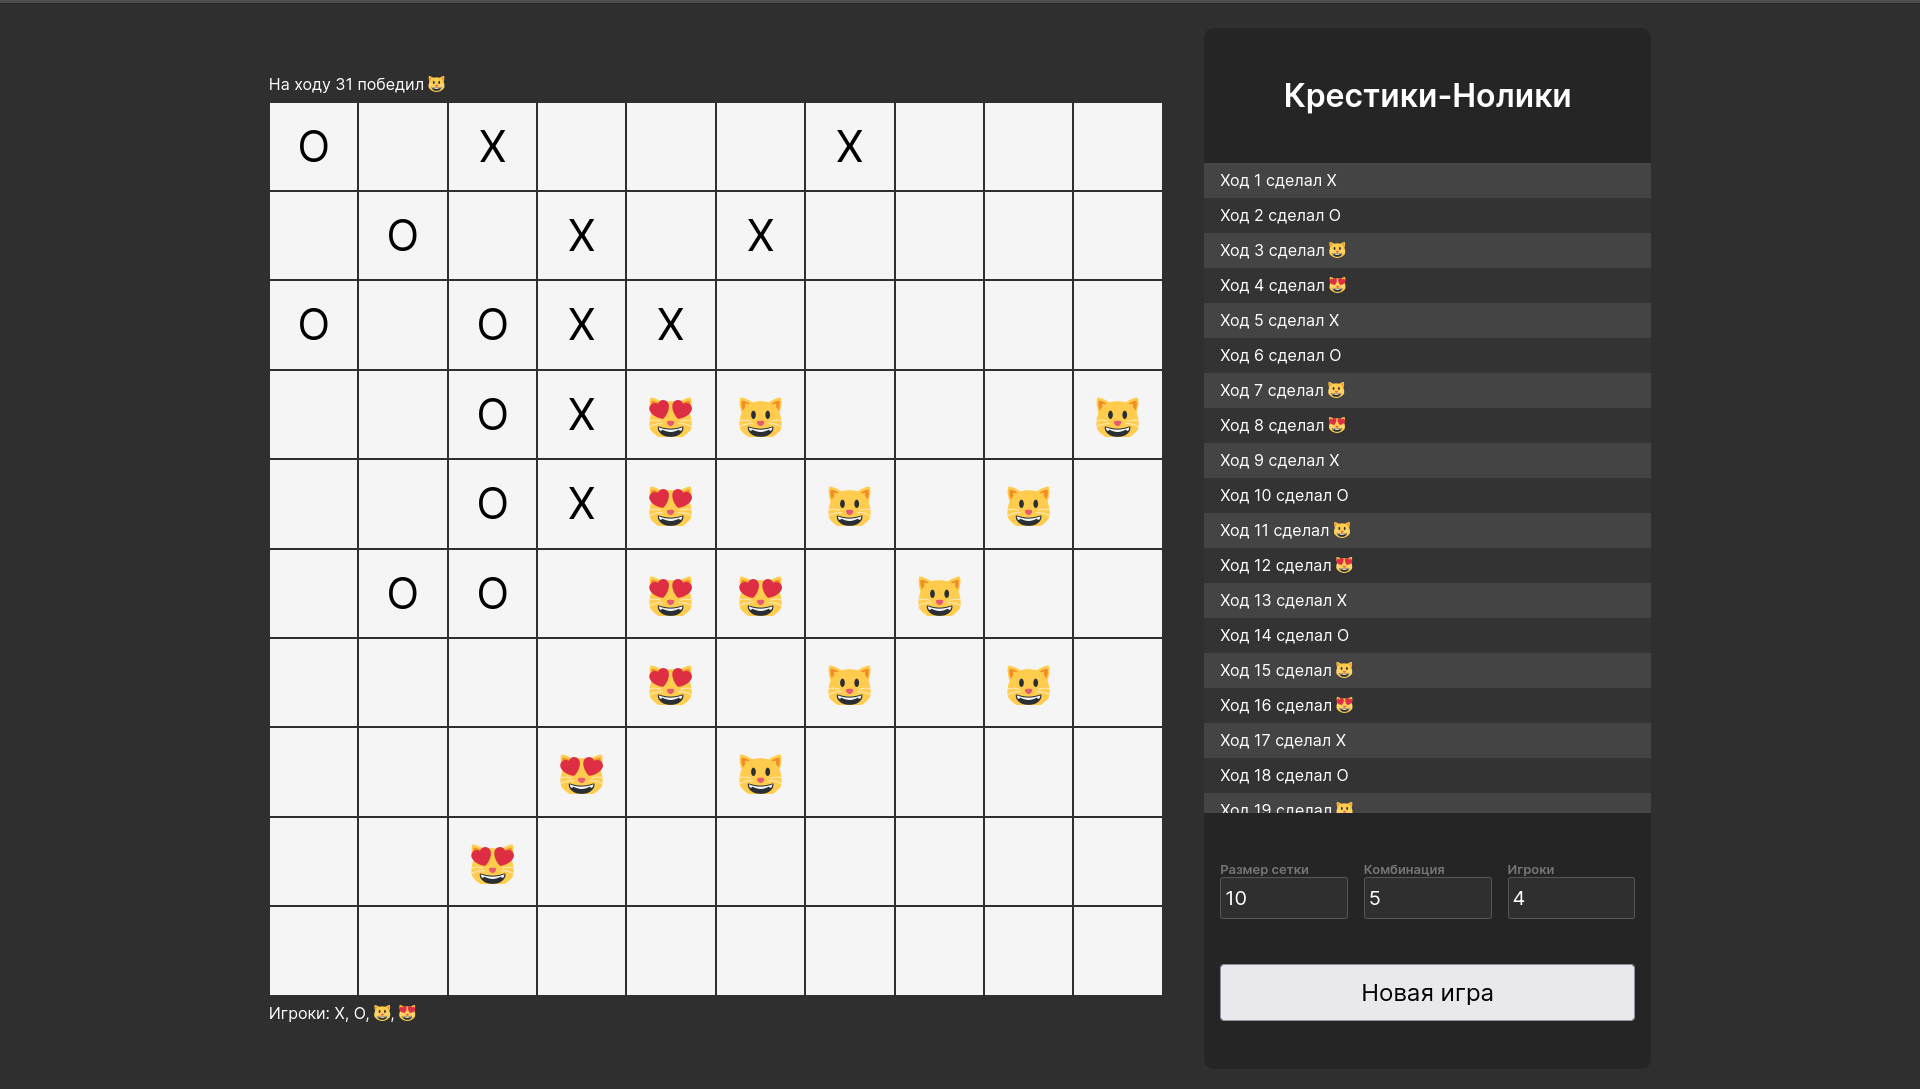 На ходу 31 победил 😺
O X X
O X X
O O X X
O X 😻 😺 😺
O X 😻 😺 😺
O O 😻 😻 😺
😻 😺 😺
😻 😺
😻
Игроки: X, O, 😺, 😻
Крестики-Нолики
Ход 1 сделал X
Ход 2 сделал O
Ход 3 сделал 😺
Ход 4 сделал 😻
Ход 5 сделал X
Ход 6 сделал O
Ход 7 сделал 😺
Ход 8 сделал 😻
Ход 9 сделал X
Ход 10 сделал O
Ход 11 сделал 😺
Ход 12 сделал 😻
Ход 13 сделал X
Ход 14 сделал O
Ход 15 сделал 😺
Ход 16 сделал 😻
Ход 17 сделал X
Ход 18 сделал O
Ход 19 сделал 😺
Размер сетки Комбинация Игроки
10 5 4
Новая игра